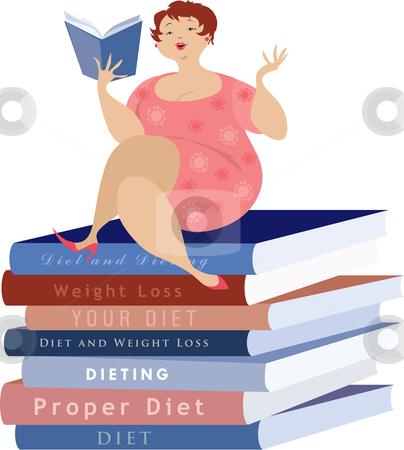 Diet and Dieting
Weight Loss
YOUR DIET
DIET AND WEIGHT LOSS
DIETING
Proper Diet
DIET